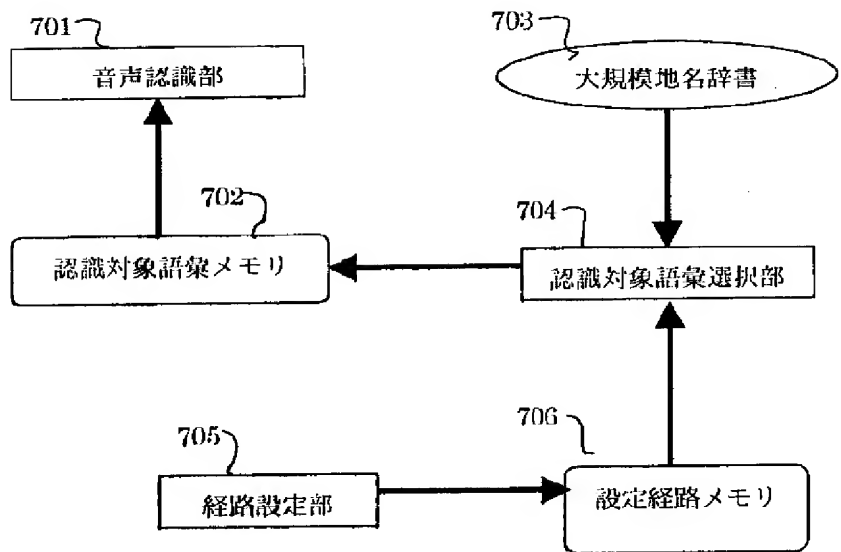 701
音声認識部
703
大規模地名辞書
702
認識対象語彙メモリ
704
認識対象語彙選択部
705
経路設定部
706
設定経路メモリ